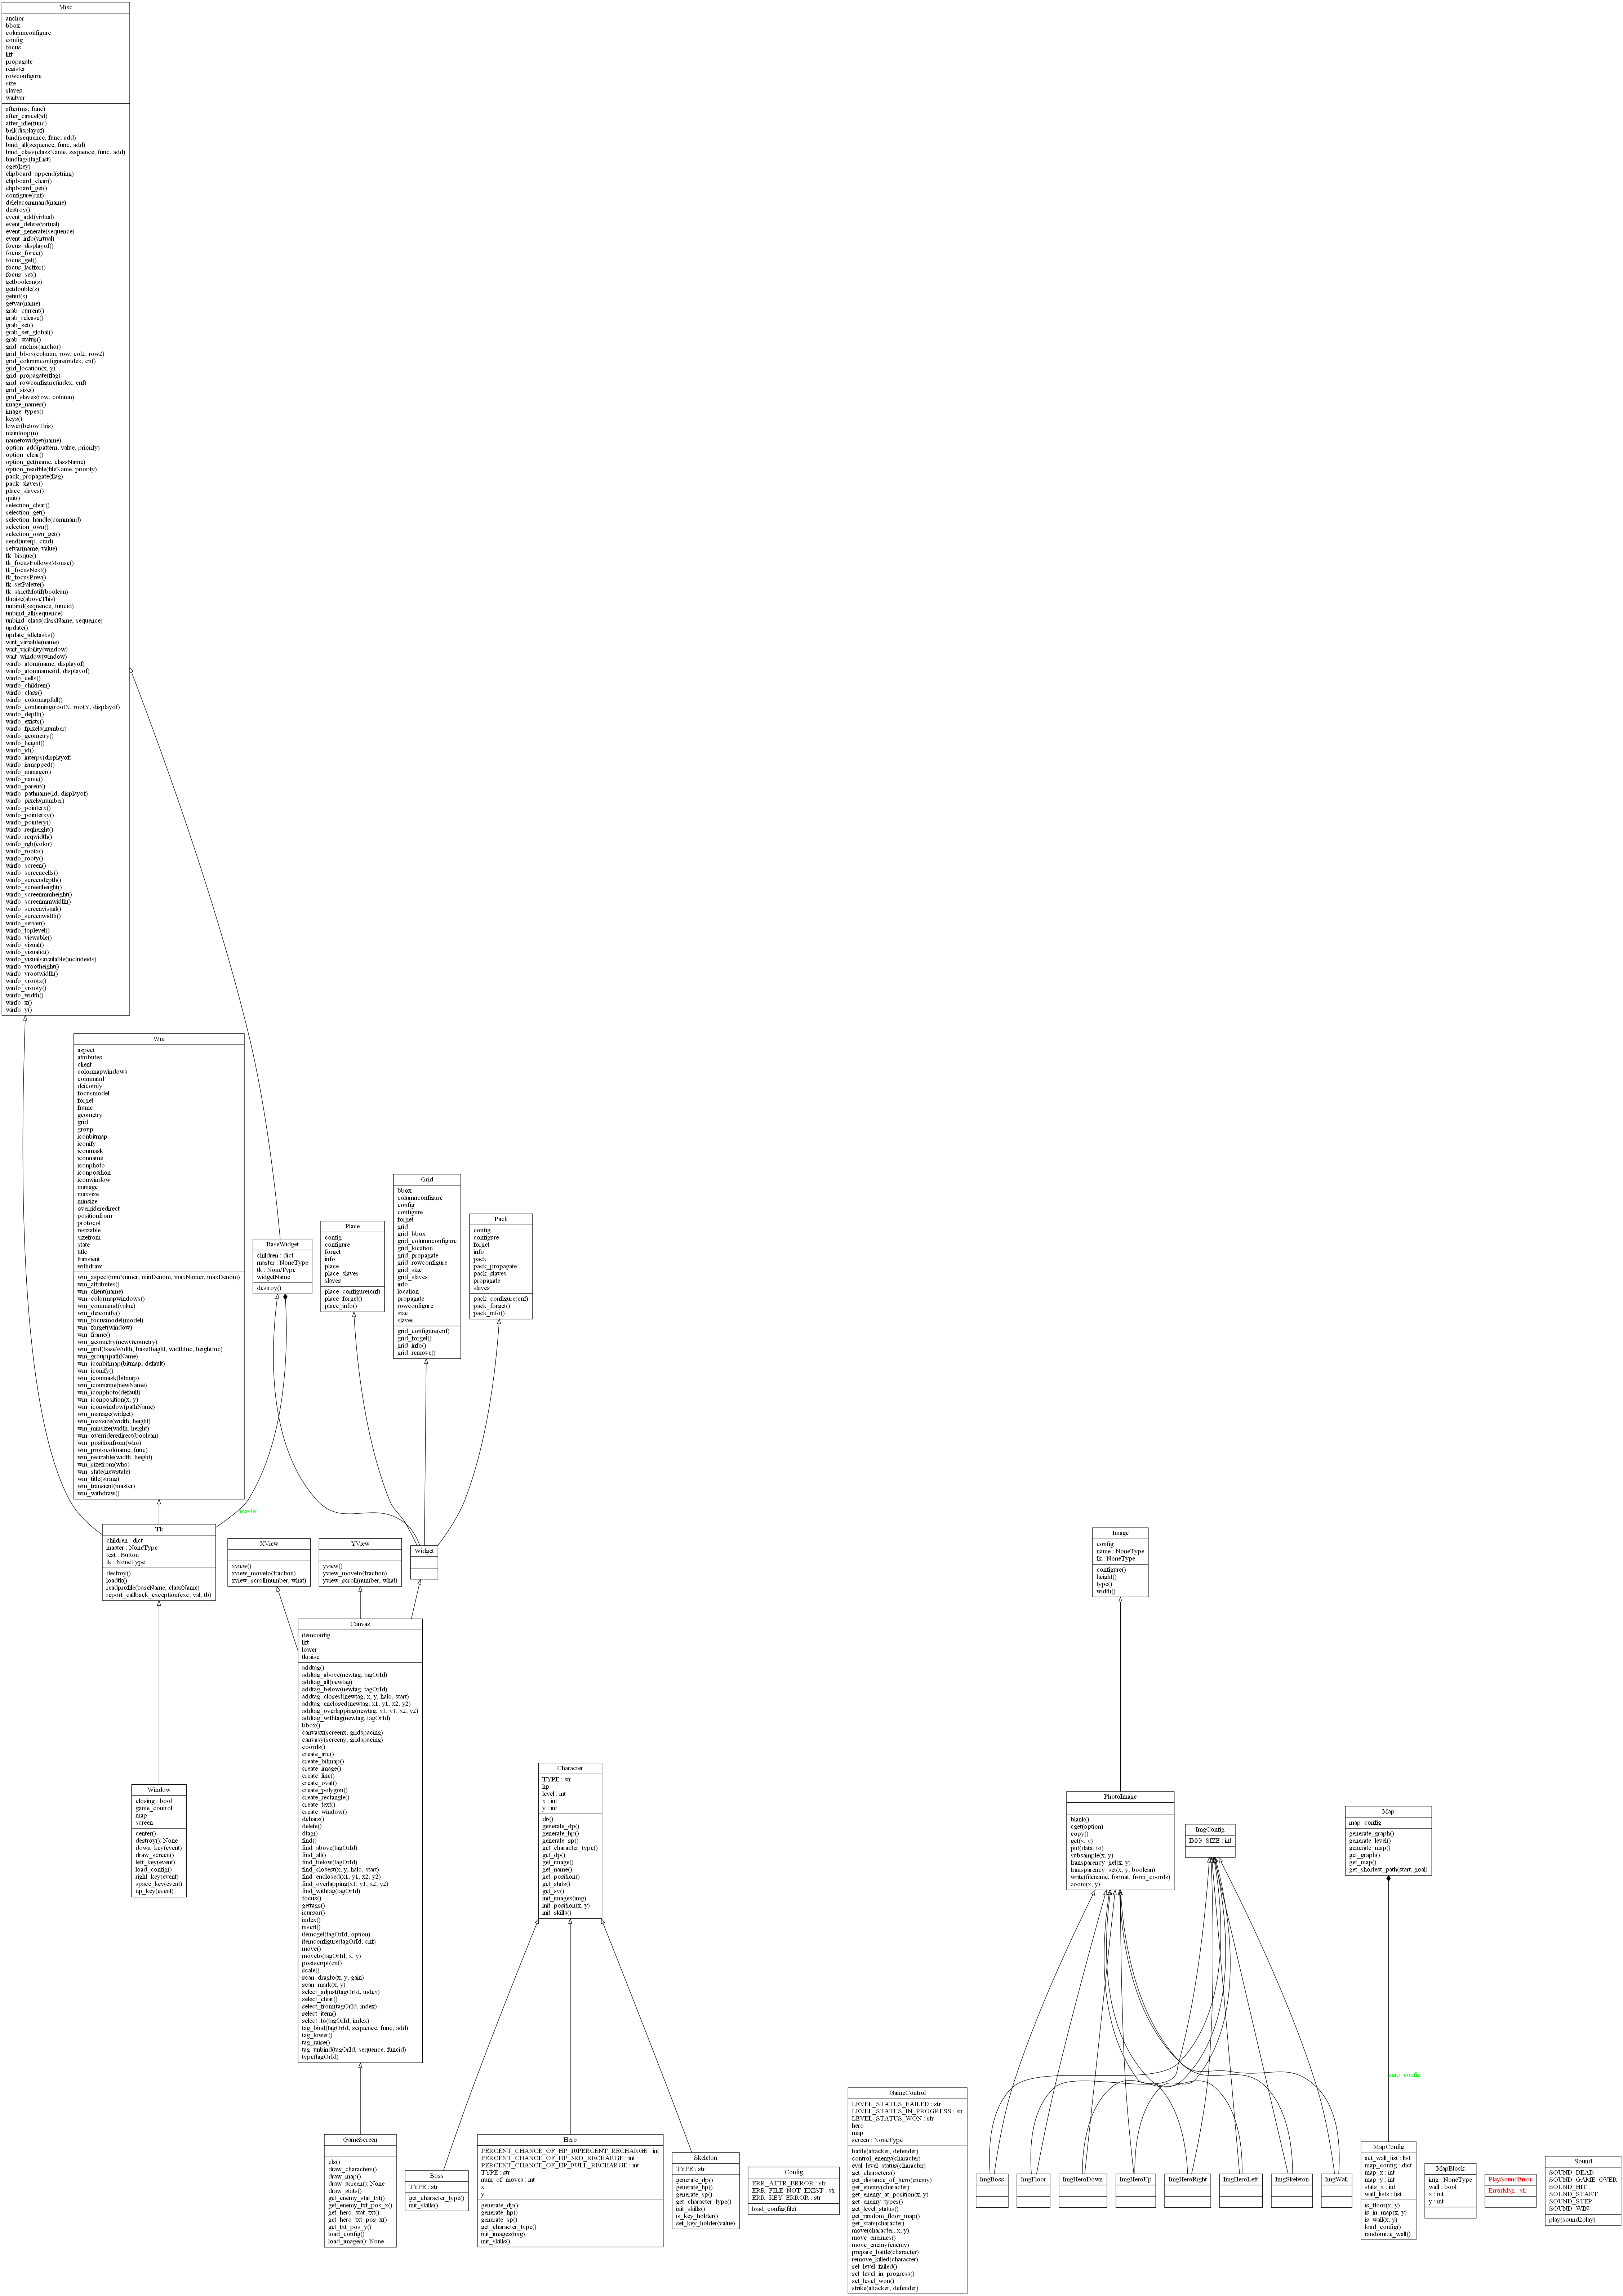 Misc
anchor
bbox
columnconfigure
config
focus
lift
propagate
register
rowconfigure
size
slaves
waitvar
after(ms, func)
after_cancel(id)
after_idle(func)
bell(displayof)
bind(sequence, func, add)
bind_all(sequence, func, add)
bind_class(className, sequence, func, add)
bindtags(tagList)
cget(key)
clipboard_append(string)
clipboard_clear()
clipboard_get()
configure(cnf)
deletecommand(name)
destroy()
event_add(virtual)
event_delete(virtual)
event_generate(sequence)
event_info(virtual)
focus_displayof()
focus_force()
focus_get()
focus_lastfor()
focus_set()
getboolean(s)
getdouble(s)
getint(s)
getvar(name)
grab_current()
grab_release()
grab_set()
grab_set_global()
grab_status()
grid_anchor(anchor)
grid_bbox(column, row, col2, row2)
grid_columnconfigure(index, cnf)
grid_location(x, y)
grid_propagate(flag)
grid_rowconfigure(index, cnf)
grid_size()
grid_slaves(row, column)
image_names()
image_types()
keys()
lower(belowThis)
mainloop(n)
nametowidget(name)
option_add(pattern, value, priority)
option_clear()
option_get(name, className)
option_readfile(fileName, priority)
pack_propagate(flag)
pack_slaves()
place_slaves()
quit()
selection_clear()
selection_get()
selection_handle(command)
selection_own()
selection_own_get()
send(interp, cmd)
setvar(name, value)
tk_bisque()
tk_focusFollowsMouse()
tk_focusNext()
tk_focusPrev()
tk_setPalette()
tk_strictMotif(boolean)
tkraise(aboveThis)
unbind(sequence, funcid)
unbind_all(sequence)
unbind_class(className, sequence)
update()
update_idletasks()
wait_variable(name)
wait_visibility(window)
wait_window(window)
winfo_atom(name, displayof)
winfo_atomname(id, displayof)
winfo_cells()
winfo_children()
winfo_class()
winfo_colormapfull()
winfo_containing(rootX, rootY, displayof)
winfo_depth()
winfo_exists()
winfo_fpixels(number)
winfo_geometry()
winfo_height()
winfo_id()
winfo_interps(displayof)
winfo_ismapped()
winfo_manager()
winfo_name()
winfo_parent()
winfo_pathname(id, displayof)
winfo_pixels(number)
winfo_pointerx()
winfo_pointerxy()
winfo_pointery()
winfo_reqheight()
winfo_reqwidth()
winfo_rgb(color)
winfo_rootx()
winfo_rooty()
winfo_screen()
winfo_screencells()
winfo_screendepth()
winfo_screenheight()
winfo_screenmmheight()
winfo_screenmmwidth()
winfo_screenvisual()
winfo_screenwidth()
winfo_server()
winfo_toplevel()
winfo_viewable()
winfo_visual()
winfo_visualid()
winfo_visualsavailable(includeids)
winfo_vrootheight()
winfo_vrootwidth()
winfo_vrootx()
winfo_vrooty()
winfo_width()
winfo_x()
winfo_y()
Wm
aspect
attributes
client
colormapwindows
command
deiconify
focusmodel
forget
frame
geometry
grid
group
iconbitmap
iconify
iconmask
iconname
iconphoto
iconposition
iconwindow
manage
maxsize
minsize
overrideredirect
positionfrom
protocol
resizable
sizefrom
state
title
transient
withdraw
wm_aspect(minNumer, minDenom, maxNumer, maxDenom)
wm_attributes()
wm_client(name)
wm_colormapwindows()
wm_command(value)
wm_deiconify()
wm_focusmodel(model)
wm_forget(window)
wm_frame()
wm_geometry(newGeometry)
wm_grid(baseWidth, baseHeight, widthInc, heightInc)
wm_group(pathName)
wm_iconbitmap(bitmap, default)
wm_iconify()
wm_iconmask(bitmap)
wm_iconname(newName)
wm_iconphoto(default)
wm_iconposition(x, y)
wm_iconwindow(pathName)
wm_manage(widget)
wm_maxsize(width, height)
wm_minsize(width, height)
wm_overrideredirect(boolean)
wm_positionfrom(who)
wm_protocol(name, func)
wm_resizable(width, height)
wm_sizefrom(who)
wm_state(newstate)
wm_title(string)
wm_transient(master)
wm_withdraw()
BaseWidget
children : dict
master : NoneType
tk : NoneType
widgetName
destroy()
Place
config
configure
forget
info
place
place_slaves
slaves
place_configure(cnf)
place_forget()
place_info()
Grid
bbox
columnconfigure
config
configure
forget
grid
grid_bbox
grid_columnconfigure
grid_location
grid_propagate
grid_rowconfigure
grid_size
grid_slaves
info
location
propagate
rowconfigure
size
slaves
grid_configure(cnf)
grid_forget()
grid_info()
grid_remove()
Pack
config
configure
forget
info
pack
pack_propagate
pack_slaves
propagate
slaves
pack_configure(cnf)
pack_forget()
pack_info()
master
Tk
children : dict
master : NoneType
test : Button
tk : NoneType
destroy()
loadtk()
readprofile(baseName, className)
report_callback_exception(exc, val, tb)
XView
xview()
xview_moveto(fraction)
xview_scroll(number, what)
YView
yview()
yview_moveto(fraction)
yview_scroll(number, what)
Widget
Image
config
name : NoneType
tk : NoneType
configure()
height()
type()
width()
Canvas
itemconfig
lift
lower
tkraise
addtag()
addtag_above(newtag, tagOrId)
addtag_all(newtag)
addtag_below(newtag, tagOrId)
addtag_closest(newtag, x, y, halo, start)
addtag_enclosed(newtag, x1, y1, x2, y2)
addtag_overlapping(newtag, x1, y1, x2, y2)
addtag_withtag(newtag, tagOrId)
bbox()
canvasx(screenx, gridspacing)
canvasy(screeny, gridspacing)
coords()
create_arc()
create_bitmap()
create_image()
create_line()
create_oval()
create_polygon()
create_rectangle()
create_text()
create_window()
dchars()
delete()
dtag()
find()
find_above(tagOrId)
find_all()
find_below(tagOrId)
find_closest(x, y, halo, start)
find_enclosed(x1, y1, x2, y2)
find_overlapping(x1, y1, x2, y2)
find_withtag(tagOrId)
focus()
gettags()
icursor()
index()
insert()
itemcget(tagOrId, option)
itemconfigure(tagOrId, cnf)
move()
moveto(tagOrId, x, y)
postscript(cnf)
scale()
scan_dragto(x, y, gain)
scan_mark(x, y)
select_adjust(tagOrId, index)
select_clear()
select_from(tagOrId, index)
select_item()
select_to(tagOrId, index)
tag_bind(tagOrId, sequence, func, add)
tag_lower()
tag_raise()
tag_unbind(tagOrId, sequence, funcid)
type(tagOrId)
Window
closing : bool
game_control
map
screen
center()
destroy(): None
down_key(event)
draw_screen()
left_key(event)
load_config()
right_key(event)
space_key(event)
up_key(event)
Character
TYPE : str
hp
level : int
x : int
y : int
d6()
generate_dp()
generate_hp()
generate_sp()
get_character_type()
get_dp()
get_image()
get_name()
get_position()
get_stats()
get_sv()
init_images(img)
init_position(x, y)
init_skills()
PhotoImage
blank()
cget(option)
copy()
get(x, y)
put(data, to)
subsample(x, y)
transparency_get(x, y)
transparency_set(x, y, boolean)
write(filename, format, from_coords)
zoom(x, y)
ImgConfig
IMG_SIZE : int
Map
map_config
generate_graph()
generate_level()
generate_map()
get_graph()
get_map()
get_shortest_path(start, goal)
map_config
GameScreen
cls()
draw_characters()
draw_map()
draw_screen(): None
draw_stats()
get_enemy_stat_txt()
get_enemy_txt_pos_x()
get_hero_stat_txt()
get_hero_txt_pos_x()
get_txt_pos_y()
load_config()
load_images(): None
Boss
TYPE : str
get_character_type()
init_skills()
Hero
PERCENT_CHANCE_OF_HP_10PERCENT_RECHARGE : int
PERCENT_CHANCE_OF_HP_3RD_RECHARGE : int
PERCENT_CHANCE_OF_HP_FULL_RECHARGE : int
TYPE : str
num_of_moves : int
x
y
generate_dp()
generate_hp()
generate_sp()
get_character_type()
init_images(img)
init_skills()
Skeleton
TYPE : str
generate_dp()
generate_hp()
generate_sp()
get_character_type()
init_skills()
is_key_holder()
set_key_holder(value)
Config
ERR_ATTR_ERROR : str
ERR_FILE_NOT_EXIST : str
ERR_KEY_ERROR : str
load_config(file)
GameControl
LEVEL_STATUS_FAILED : str
LEVEL_STATUS_IN_PROGRESS : str
LEVEL_STATUS_WON : str
hero
map
screen : NoneType
battle(attacker, defender)
control_enemy(character)
eval_level_status(character)
get_characters()
get_distance_of_hero(enemy)
get_enemy(character)
get_enemy_at_position(x, y)
get_enemy_types()
get_level_status()
get_random_floor_map()
get_stats(character)
move(character, x, y)
move_enemies()
move_enemy(enemy)
prepare_battle(character)
remove_killed(character)
set_level_failed()
set_level_in_progress()
set_level_won()
strike(attacker, defender)
ImgBoss
ImgFloor
ImgHeroDown
ImgHeroUp
ImgHeroRight
ImgHeroLeft
ImgSkeleton
ImgWall
MapConfig
act_wall_list : list
map_config : dict
map_x : int
map_y : int
stats_x : int
wall_lists : list
is_floor(x, y)
is_in_map(x, y)
is_wall(x, y)
load_config()
randomize_wall()
MapBlock
img : NoneType
wall : bool
x : int
y : int
PlaySoundError
ErrorMsg : str
Sound
SOUND_DEAD
SOUND_GAME_OVER
SOUND_HIT
SOUND_START
SOUND_STEP
SOUND_WIN
play(sound2play)